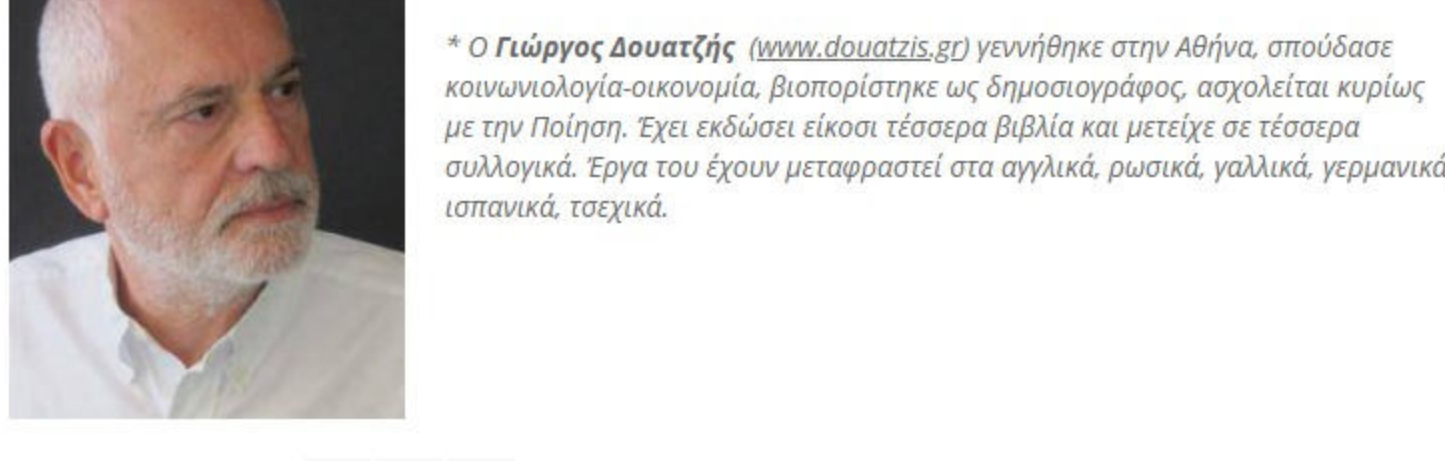 * Ο Γιώργος Δουατζής (www.douatzis.gr) γεννήθηκε στην Αθήνα, σπούδασε
κοινωνιολογία-οικονομία, βιοπορίστηκε ως δημοσιογράφος, ασχολείται κυρίως
με την Ποίηση. Έχει εκδώσει είκοσι τέσσερα βιβλία και μετείχε σε τέσσερα
συλλογικά. Έργα του έχουν μεταφραστεί στα αγγλικά, ρωσικά, γαλλικά, γερμανικά
ισπανικά, τσεχικά.